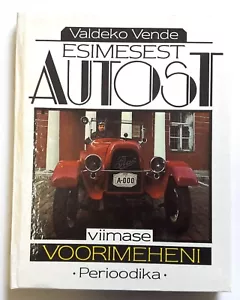 Valdeko Vende
ESIMESEST
AUTOST
A-000
viimase
VOORIMEHENI
· Perioodika ·